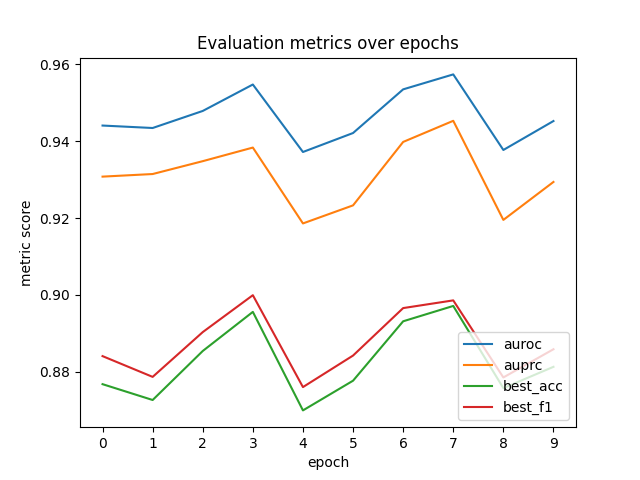 Evaluation metrics over epochs
metric score
0.96
0.94
0.92
0.90
0.88
auroc
auprc
best_acc
best_f1
0 1 2 3 4 5 6 7 8 9
epoch